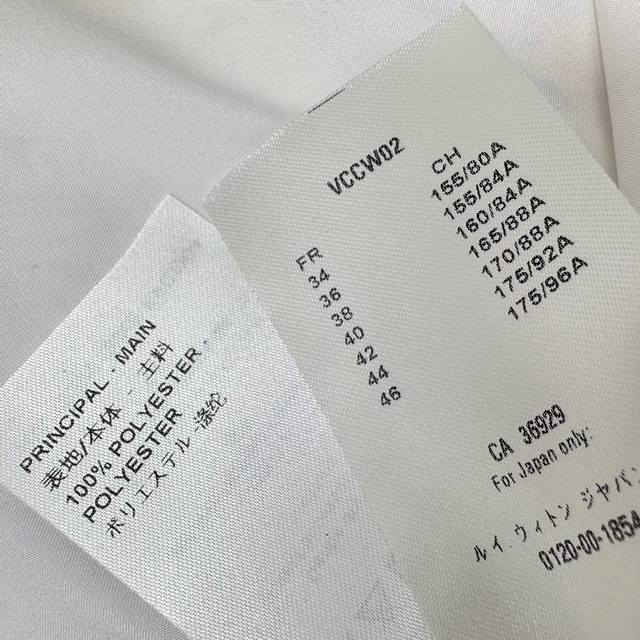 PRINCIPAL - MAIN
表地/本体 - 主料
100% POLYESTER -
POLYESTER
ポリエステル -涤纶
VCCW02
FR
34
36
38
40
42
44
46
CH
155/80A
155/84A
160/84A
165/88A
170/88A
175/92A
175/96A
CA 36929
For Japan only:
ルイ.ヴィトン ジャパン
0120-00-1854